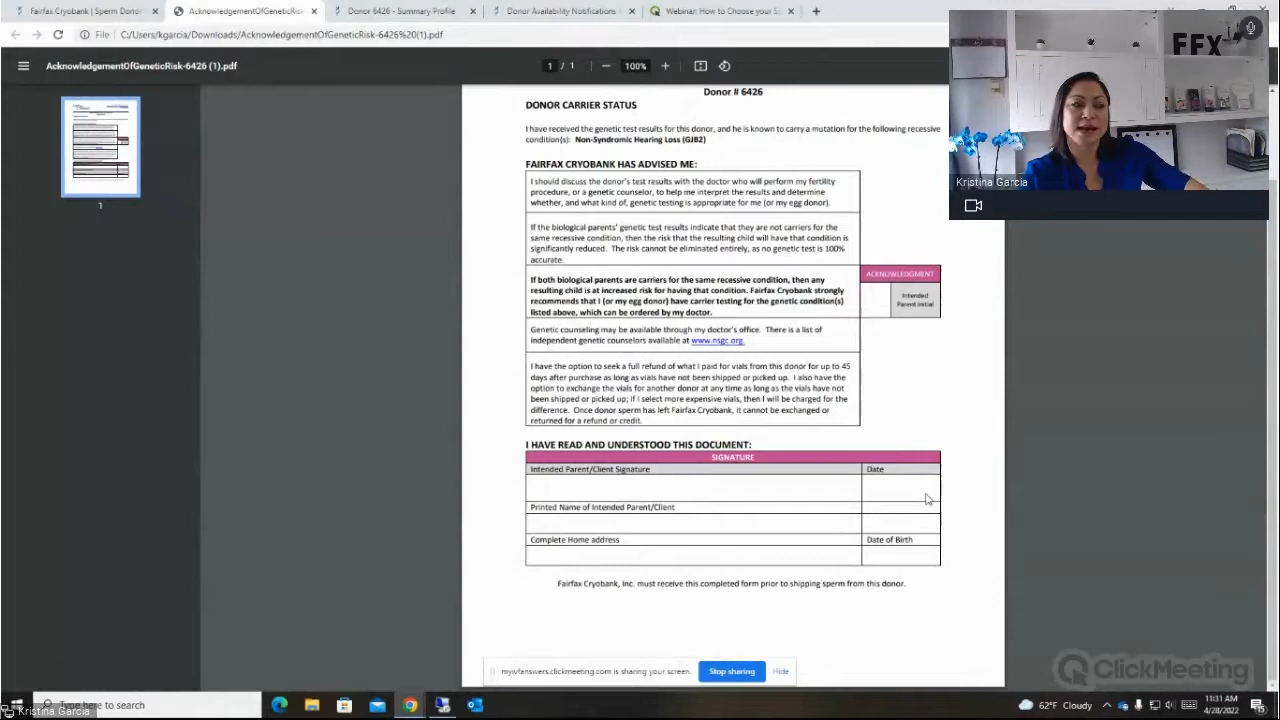 Fairfax Cryobank | Sperm Donor
AcknowledgementOfGeneticRisk
Donor 6426 - Summary Profile
Donor Availability Notifications
Webinar: How to Choose your S
File
C:/Users/kgarcia/Downloads/AcknowledgementOfGeneticRisk-6426%20(1).pdf
AcknowledgementOfGeneticRisk-6426 (1).pdf
1 / 1
100%
FFX
Kristina Garcia
1
Donor # 6426
DONOR CARRIER STATUS
I have received the genetic test results for this donor, and he is known to carry a mutation for the following recessive
condition(s): Non-Syndromic Hearing Loss (GJB2)
FAIRFAX CRYOBANK HAS ADVISED ME:
I should discuss the donor's test results with the doctor who will perform my fertility
procedure, or a genetic counselor, to help me interpret the results and determine
whether, and what kind of, genetic testing is appropriate for me (or my egg donor).
If the biological parents' genetic test results indicate that they are not carriers for the
same recessive condition, then the risk that the resulting child will have that condition is
significantly reduced. The risk cannot be eliminated entirely, as no genetic test is 100%
accurate.
If both biological parents are carriers for the same recessive condition, then any
resulting child is at increased risk for having that condition. Fairfax Cryobank strongly
recommends that I (or my egg donor) have carrier testing for the genetic condition(s)
listed above, which can be ordered by my doctor.
ACKNOWLEDGMENT
Intended
Parent Initial
Genetic counseling may be available through my doctor's office. There is a list of
independent genetic counselors available at www.nsgc.org.
I have the option to seek a full refund of what I paid for vials from this donor for up to 45
days after purchase as long as vials have not been shipped or picked up. I also have the
option to exchange the vials for another donor at any time as long as the vials have not
been shipped or picked up; if I select more expensive vials, then I will be charged for the
difference. Once donor sperm has left Fairfax Cryobank, it cannot be exchanged or
returned for a refund or credit.
I HAVE READ AND UNDERSTOOD THIS DOCUMENT:
SIGNATURE
Intended Parent/Client Signature
Date
Printed Name of Intended Parent/Client
Complete Home address
Date of Birth
Fairfax Cryobank, Inc. must receive this completed form prior to shipping sperm from this donor.
myivfanswers.clickmeeting.com is sharing your screen.
Stop sharing
Hide
ClickMeeting
Type here to search
Kristina Garcia
62°F Cloudy
11:31 AM
4/28/2022